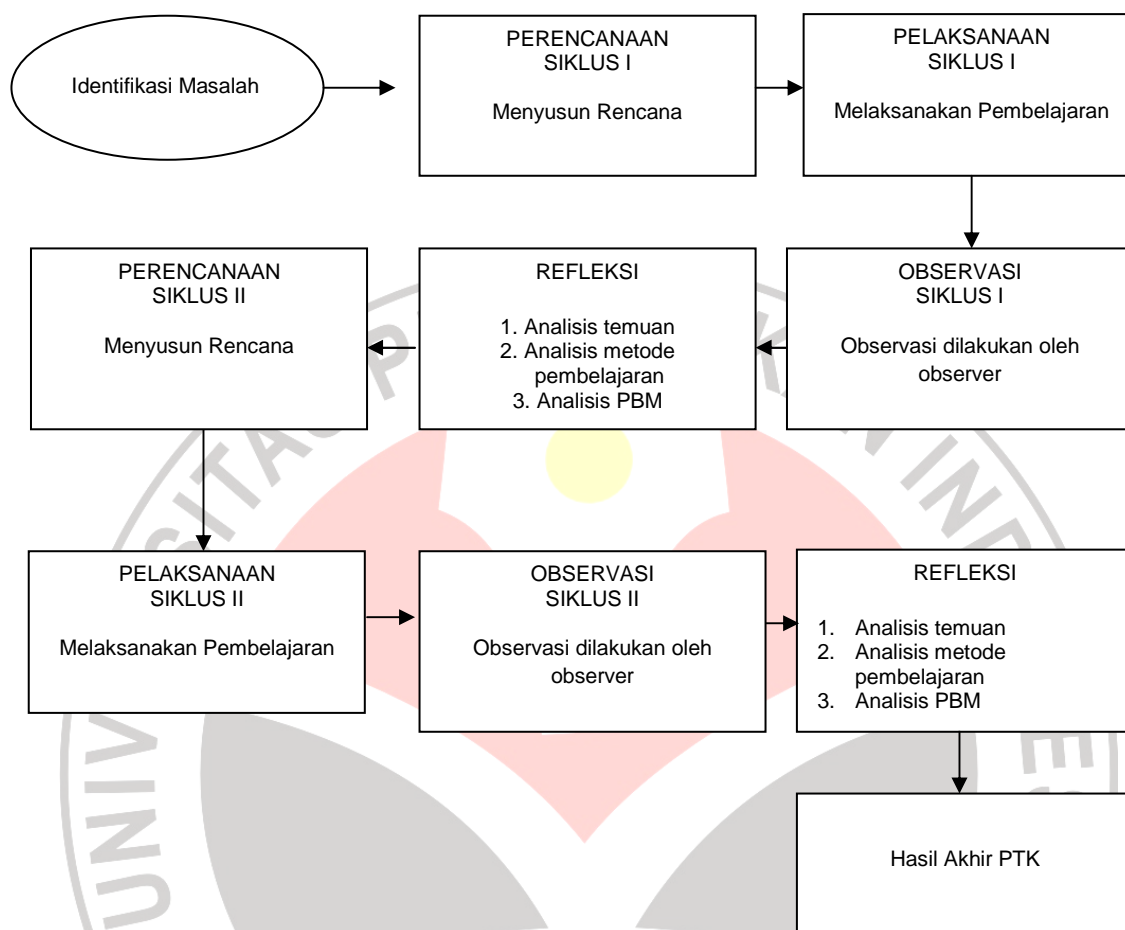 Identifikasi Masalah
PERENCANAAN
SIKLUS I
Menyusun Rencana
PELAKSANAAN
SIKLUS I
Melaksanakan Pembelajaran
OBSERVASI
SIKLUS I
Observasi dilakukan oleh
observer
REFLEKSI
1. Analisis temuan
2. Analisis metode
pembelajaran
3. Analisis PBM
PERENCANAAN
SIKLUS II
Menyusun Rencana
PELAKSANAAN
SIKLUS II
Melaksanakan Pembelajaran
OBSERVASI
SIKLUS II
Observasi dilakukan oleh
observer
REFLEKSI
1. Analisis temuan
2. Analisis metode
pembelajaran
3. Analisis PBM
Hasil Akhir PTK